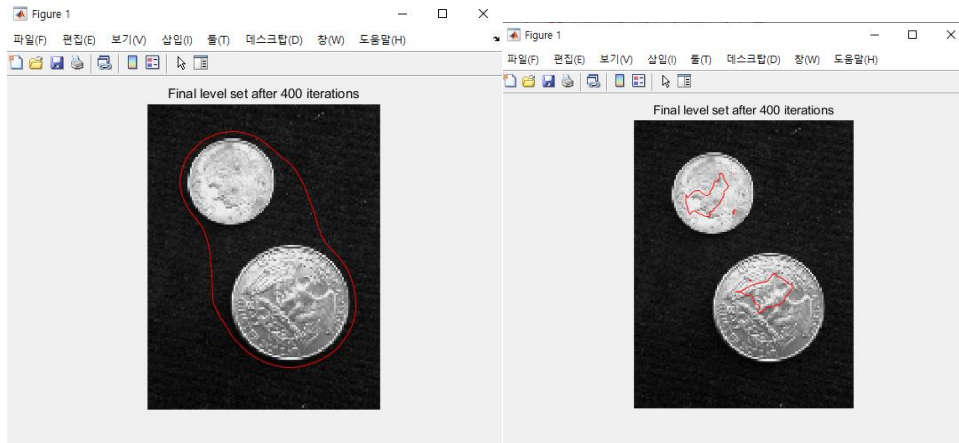 Figure 1
파일(F) 편집(E) 보기(V) 삽입(I) 툴(T) 데스크탑(D) 창(W) 도움말(H)
Final level set after 400 iterations
Figure 1
파일(F) 편집(E) 보기(V) 삽입(I) 툴(T) 데스크탑(D) 창(W) 도움말(H)
Final level set after 400 iterations